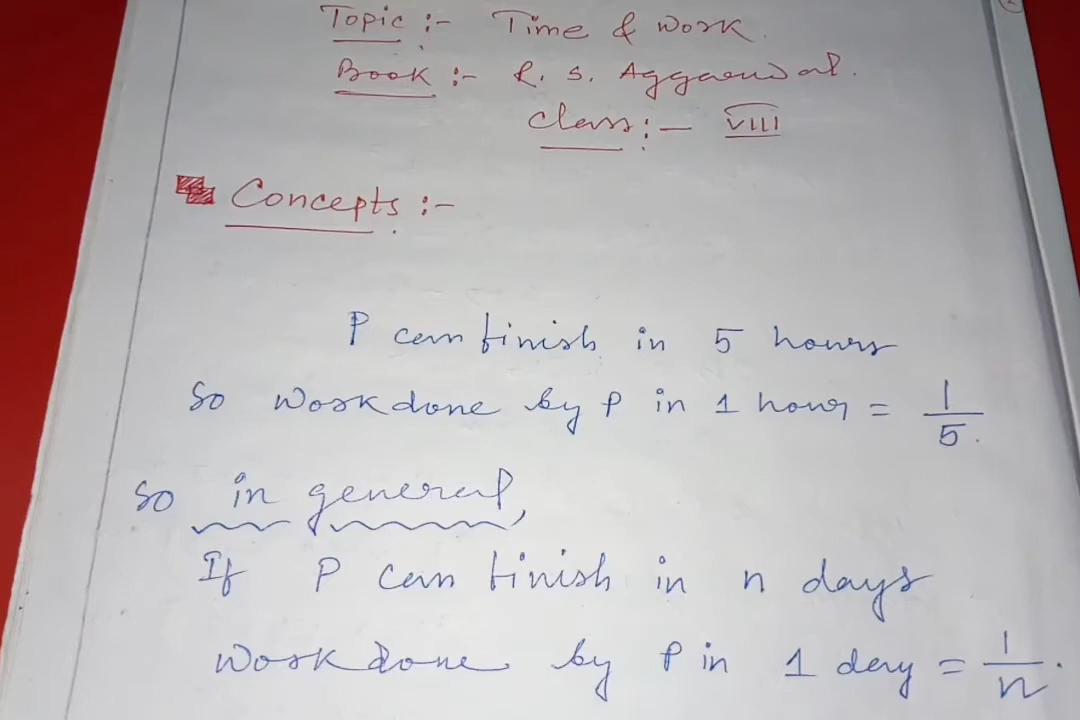 Topic :- Time & Work.
Book :- R. S. Aggarwal.
Class :- VIII
Concepts :-
P can finish in 5 hours
So Work done by P in 1 hour = 1/5.
So in general,
If P can finish in n days
Work done by P in 1 day = 1/n.